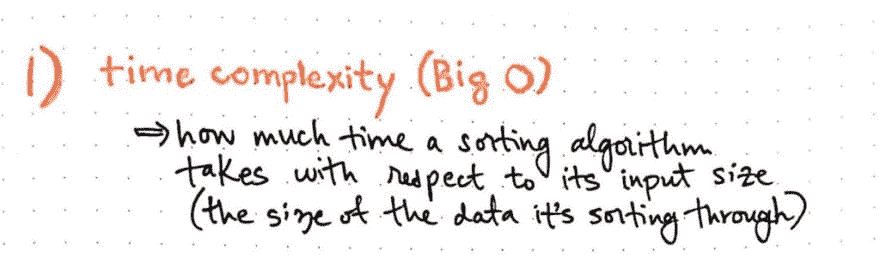 1) time complexity (Big O)
⇒ how much time a sorting algorithm
takes with respect to its input size
(the size of the data it's sorting through)